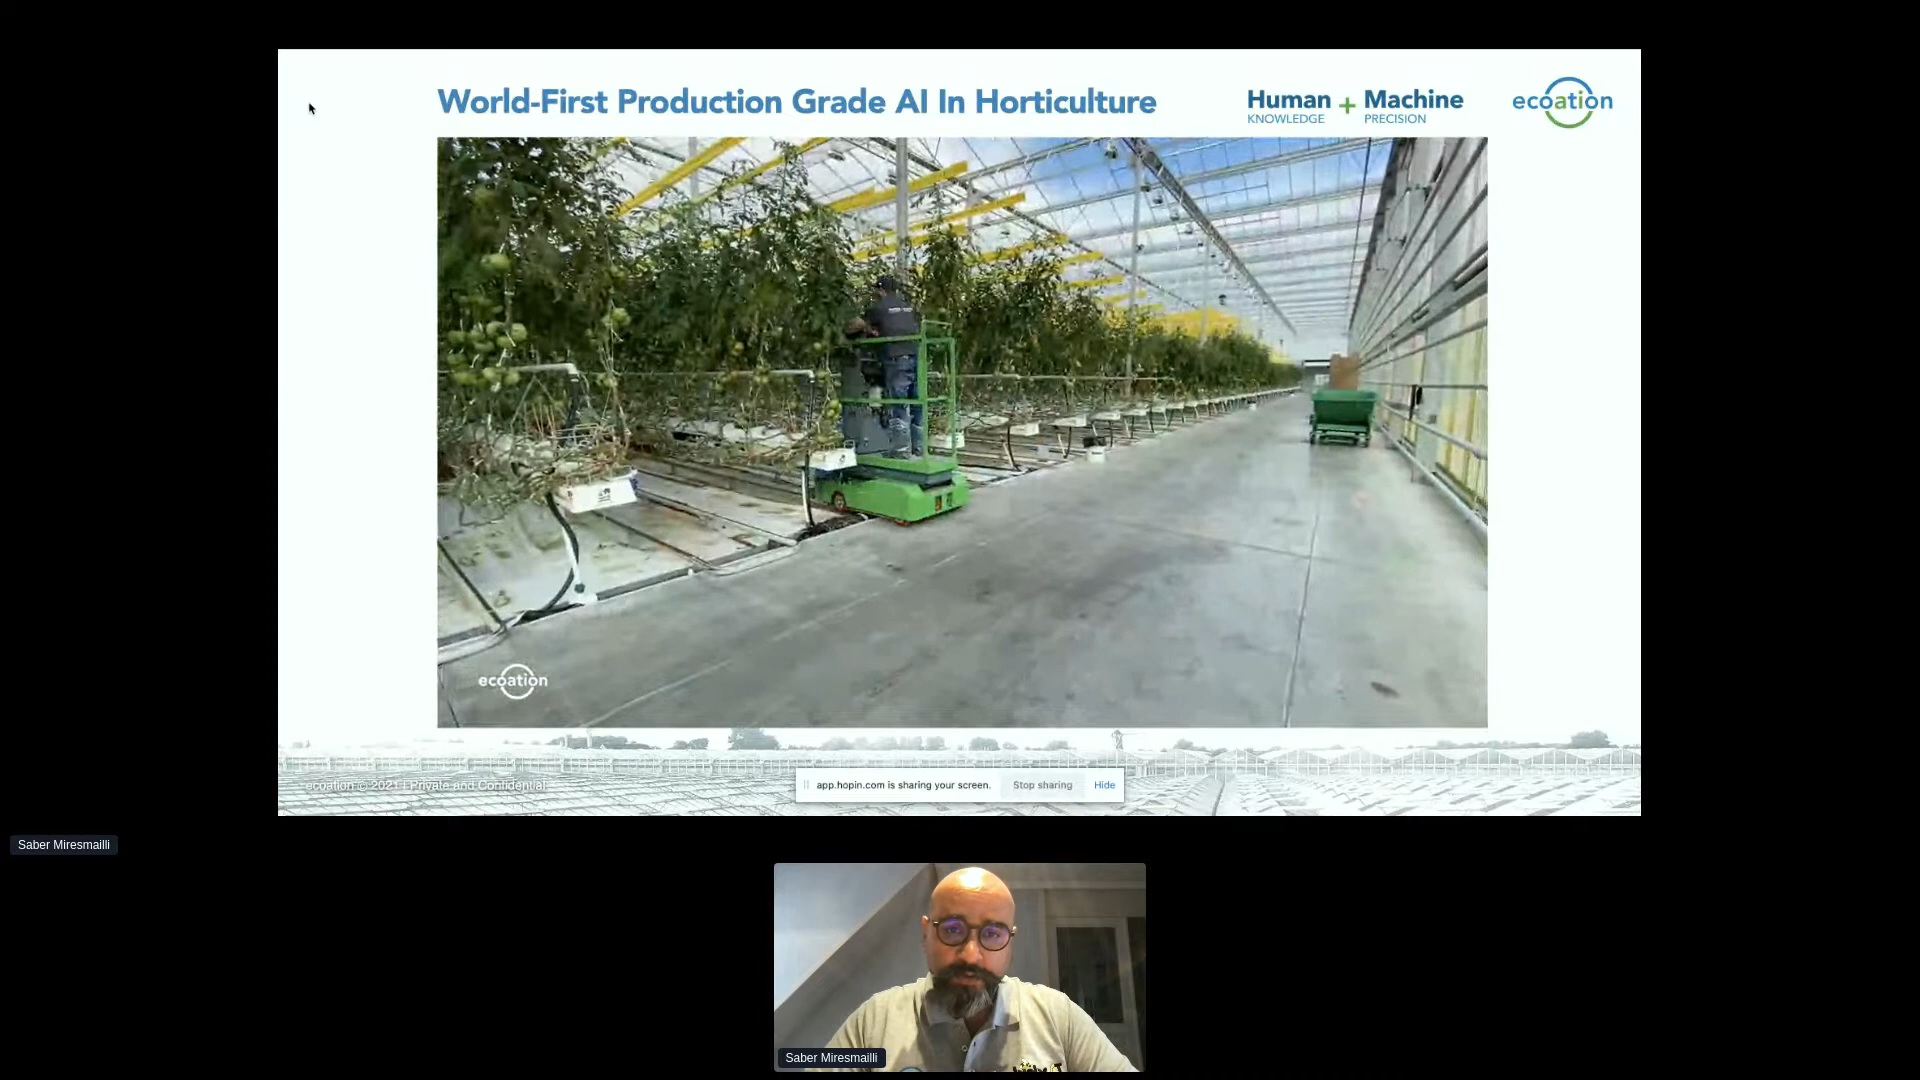 World-First Production Grade AI In Horticulture
Human + Machine
KNOWLEDGE PRECISION
ecoation
ecoation
ecoation © 2021 | Private and Confidential
app.hopin.com is sharing your screen.
Stop sharing
Hide
Saber Miresmailli
Saber Miresmailli